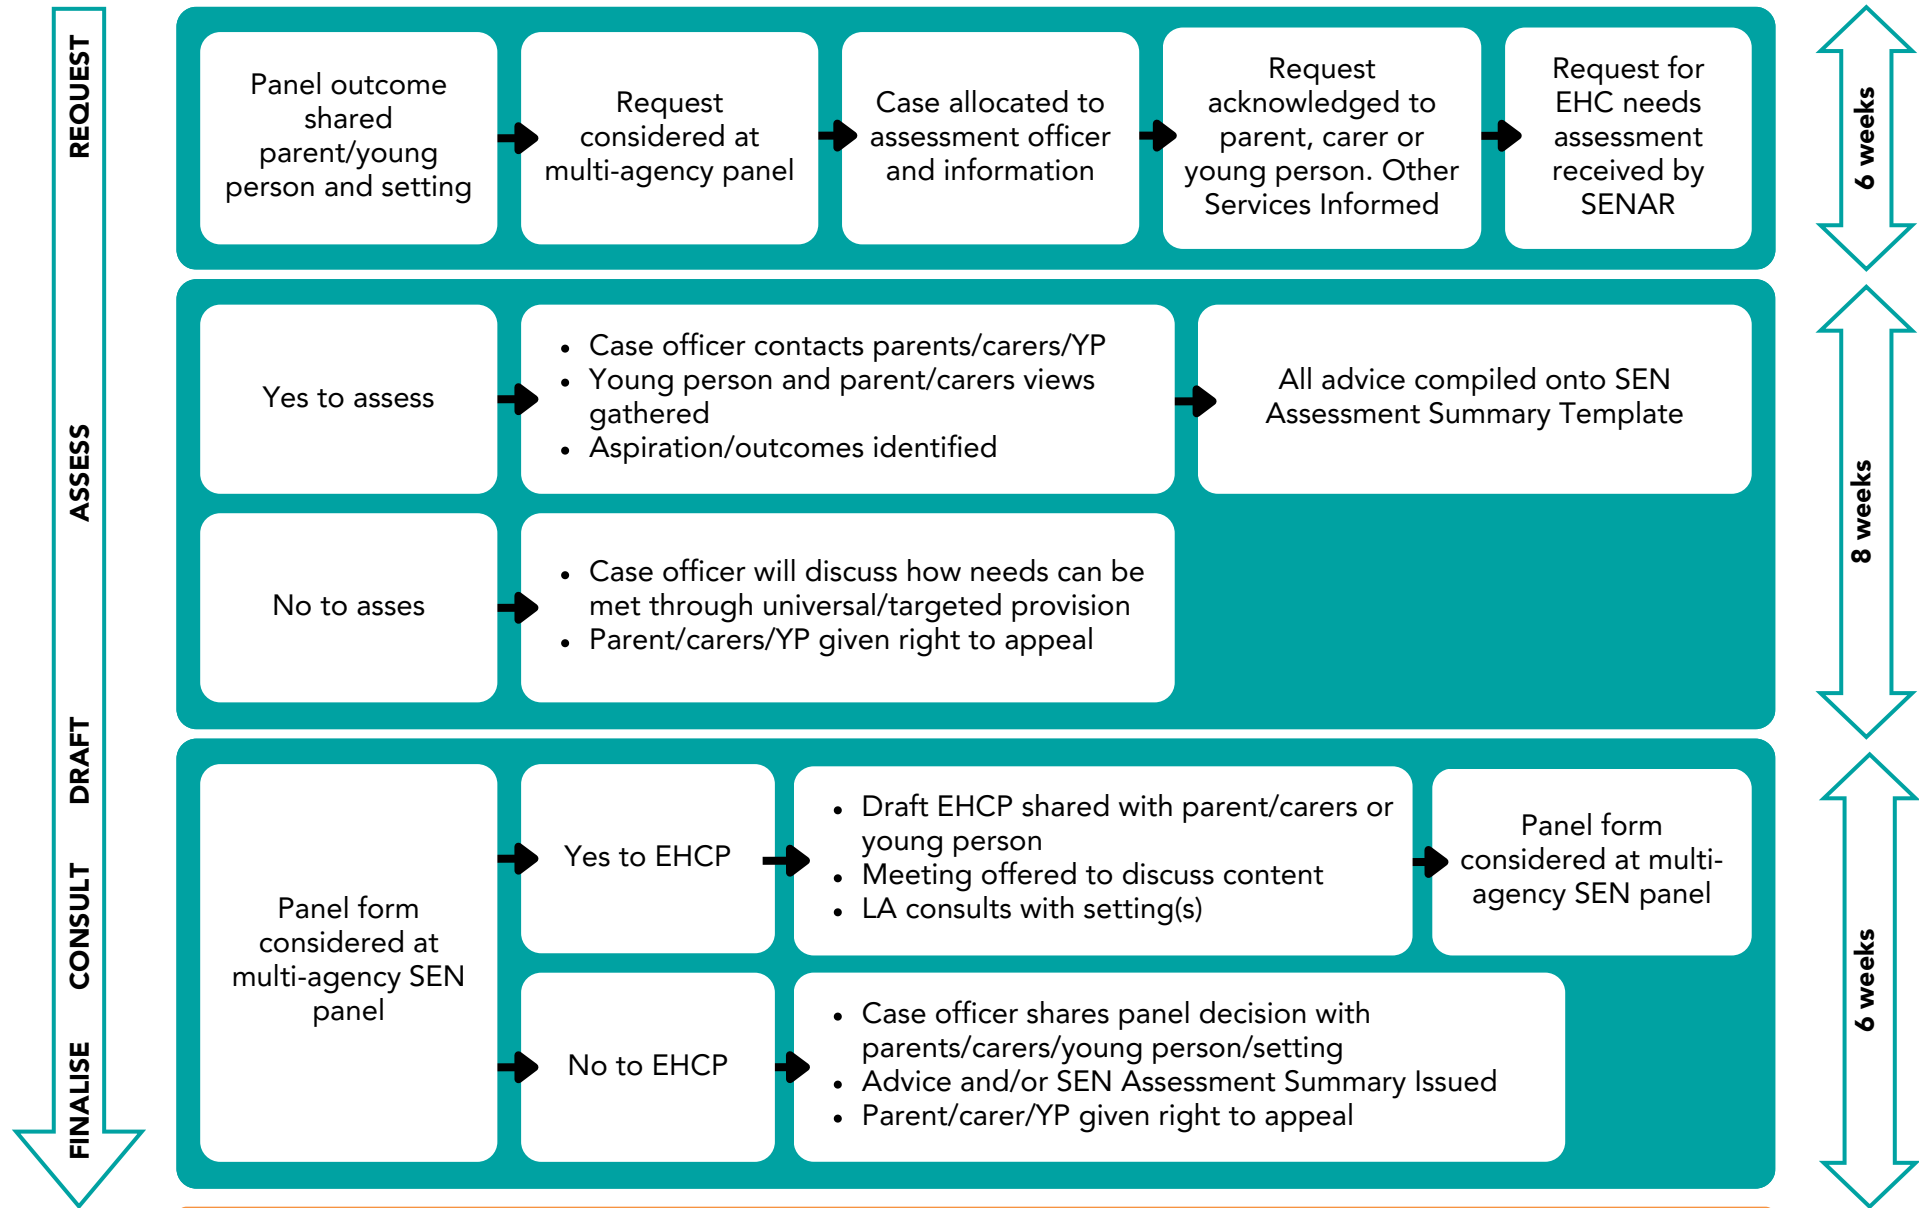 REQUEST
Panel outcome
shared
parent/young
person and setting
Request
considered at
multi-agency panel
Case allocated to
assessment officer
and information
Request
acknowledged to
parent, carer or
young person. Other
Services Informed
Request for
EHC needs
assessment
received by
SENAR
6 weeks
ASSESS
Yes to assess
• Case officer contacts parents/carers/YP
• Young person and parent/carers views
gathered
• Aspiration/outcomes identified
All advice compiled onto SEN
Assessment Summary Template
No to asses
• Case officer will discuss how needs can be
met through universal/targeted provision
• Parent/carers/YP given right to appeal
8 weeks
DRAFT
CONSULT
FINALISE
Panel form
considered at
multi-agency SEN
panel
Yes to EHCP
• Draft EHCP shared with parent/carers or
young person
• Meeting offered to discuss content
• LA consults with setting(s)
Panel form
considered at multi-
agency SEN panel
No to EHCP
• Case officer shares panel decision with
parents/carers/young person/setting
• Advice and/or SEN Assessment Summary Issued
• Parent/carer/YP given right to appeal
6 weeks